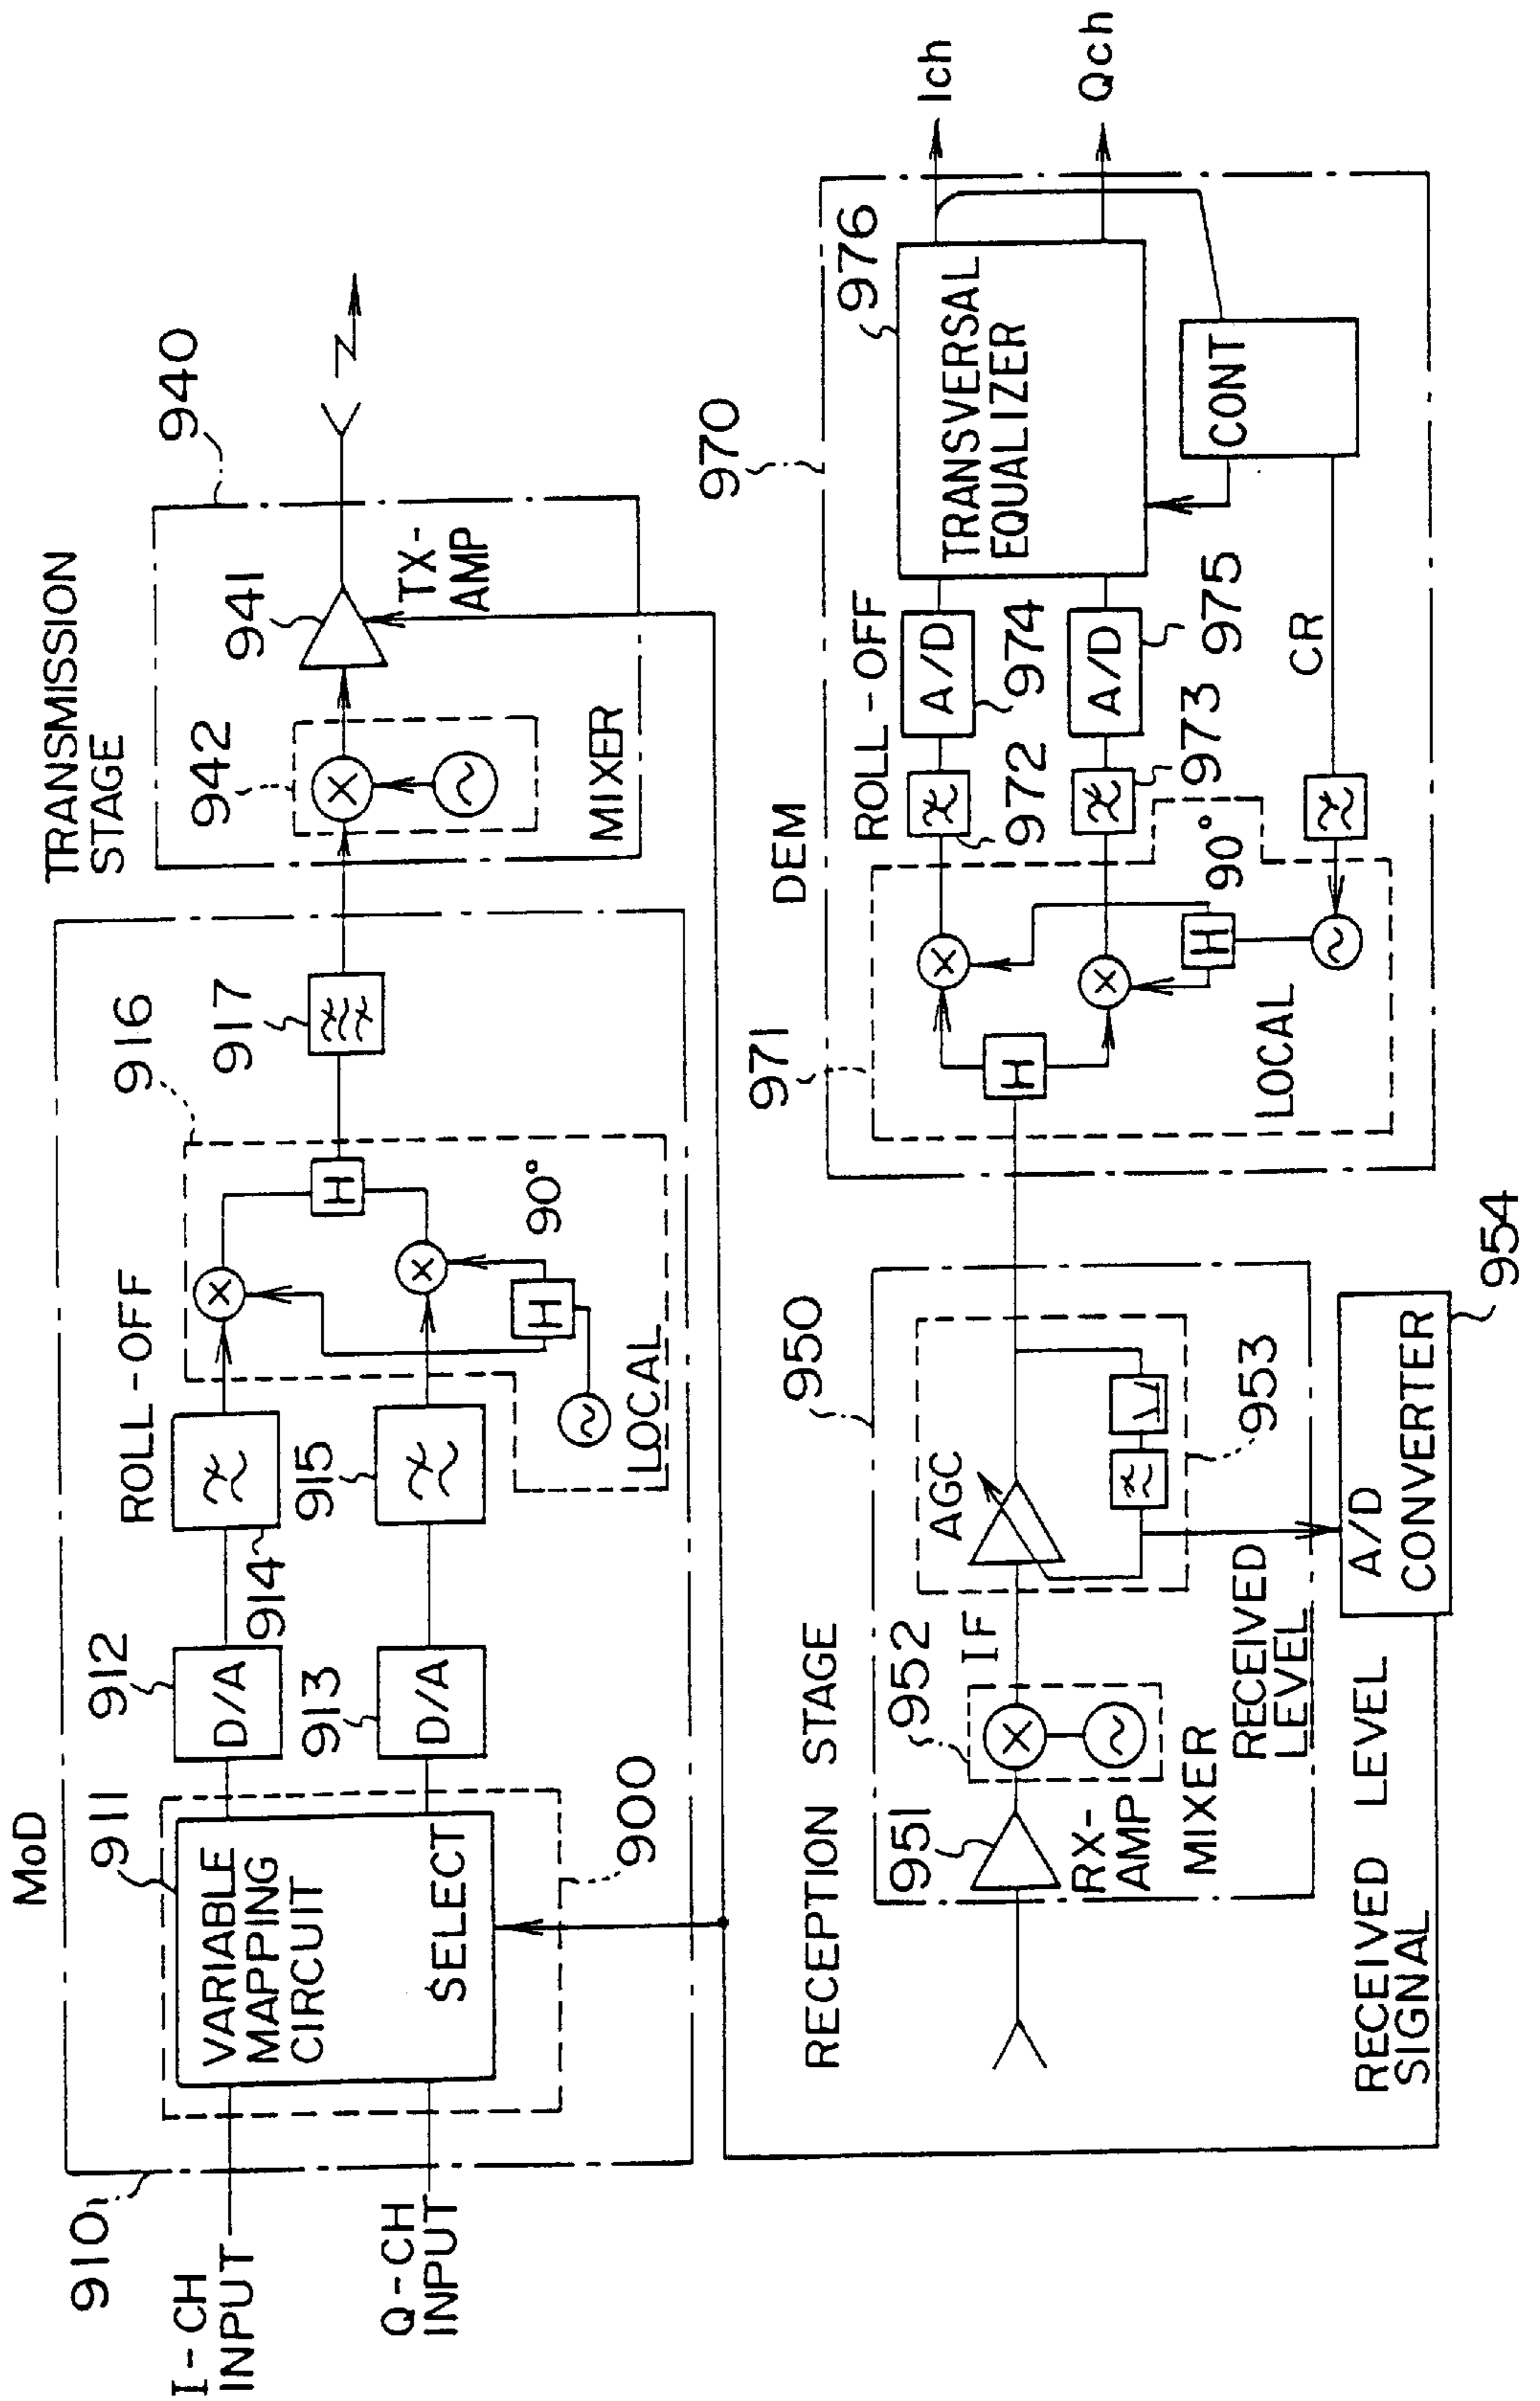 MoD
910
I-CH
INPUT
Q-CH
INPUT
911
VARIABLE
MAPPING
CIRCUIT
SELECT
900
912
D/A
913
D/A
ROLL-OFF
914
915
916
H
H
90°
LOCAL
917
TRANSMISSION
STAGE
940
942
MIXER
941
TX-
AMP
RECEPTION STAGE
950
951
RX-
AMP
952
MIXER
IF
AGC
953
RECEIVED
LEVEL
954
A/D
CONVERTER
RECEIVED LEVEL
SIGNAL
DEM
970
971
H
H
90°
LOCAL
ROLL-OFF
972
973
A/D
974
A/D
975
CR
976
TRANSVERSAL
EQUALIZER
CONT
Ich
Qch